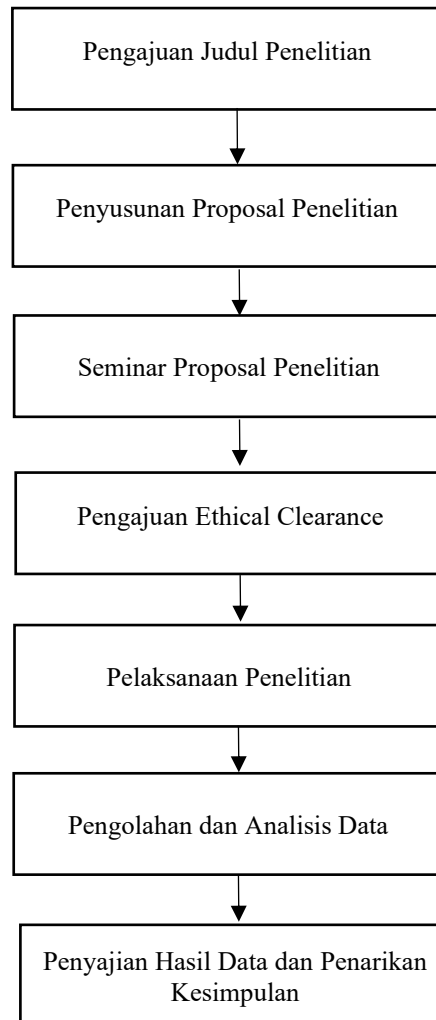 Pengajuan Judul Penelitian
Penyusunan Proposal Penelitian
Seminar Proposal Penelitian
Pengajuan Ethical Clearance
Pelaksanaan Penelitian
Pengolahan dan Analisis Data
Penyajian Hasil Data dan Penarikan
Kesimpulan